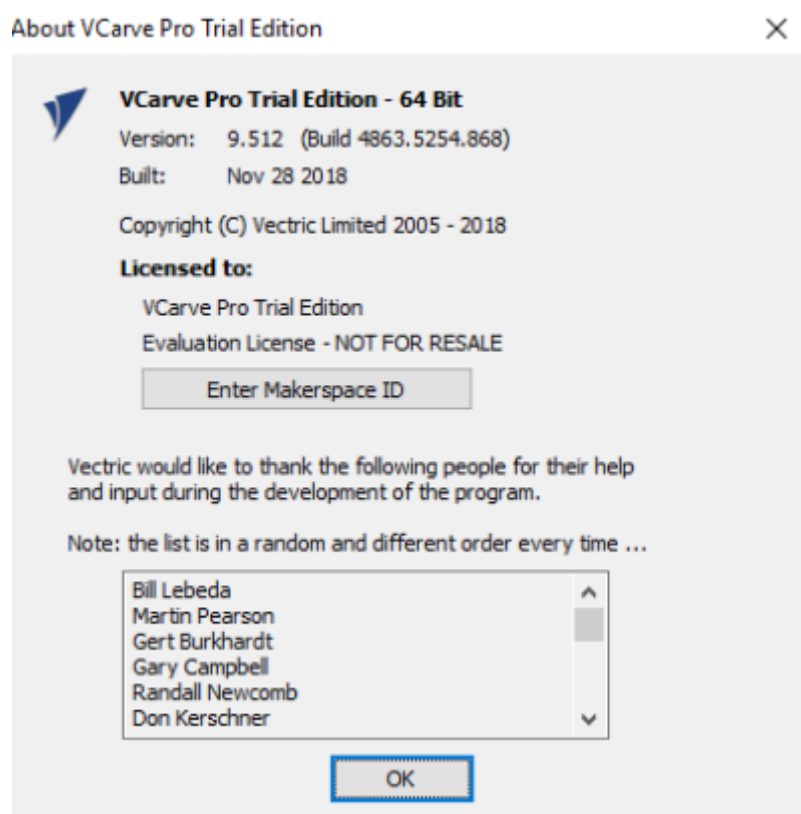 About VCarve Pro Trial Edition
VCarve Pro Trial Edition - 64 Bit
Version: 9.512 (Build 4863.5254.868)
Built: Nov 28 2018
Copyright (C) Vectric Limited 2005 - 2018
Licensed to:
VCarve Pro Trial Edition
Evaluation License - NOT FOR RESALE
Enter Makerspace ID
Vectric would like to thank the following people for their help
and input during the development of the program.
Note: the list is in a random and different order every time ...
Bill Lebeda
Martin Pearson
Gert Burkhardt
Gary Campbell
Randall Newcomb
Don Kerschner
OK